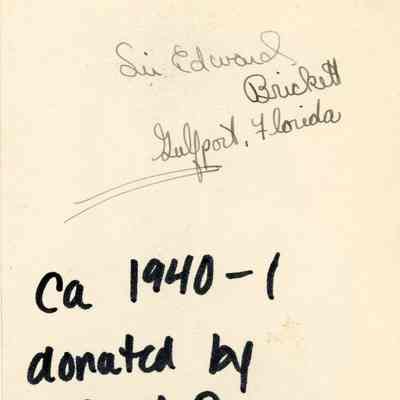 Sir Edward
Brickett
Gulfport, Florida
ca 1940-1
donated by